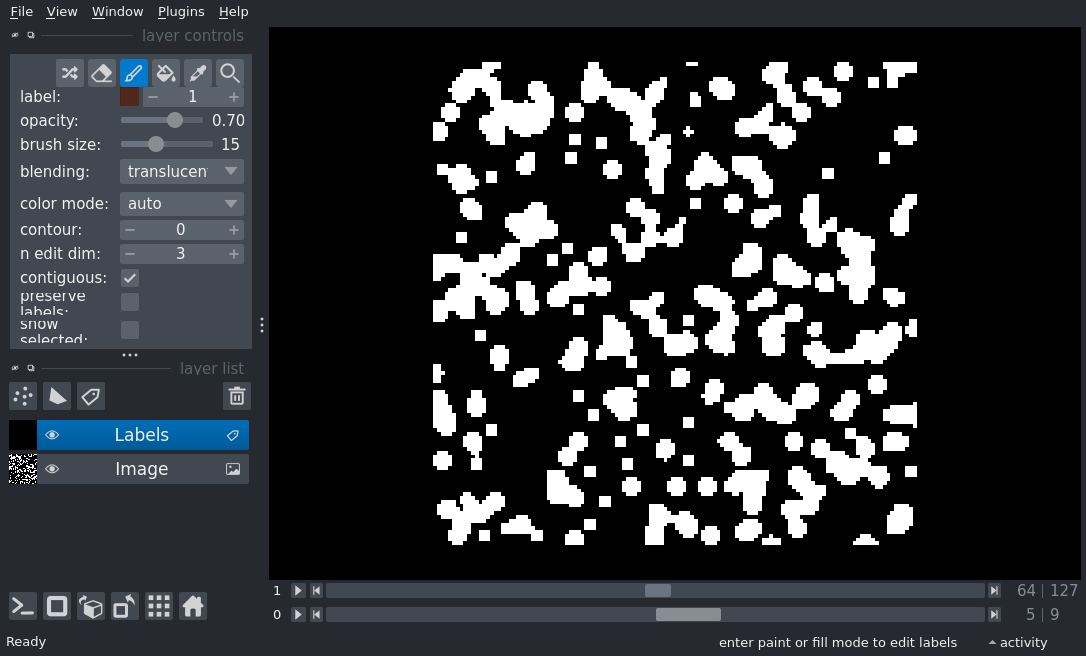 File View Window Plugins Help
layer controls
label: 1
opacity: 0.70
brush size: 15
blending: translucen
color mode: auto
contour: 0
n edit dim: 3
contiguous:
preserve
labels:
show
selected:
layer list
Labels
Image
1 64 | 127
0 5 | 9
Ready enter paint or fill mode to edit labels activity